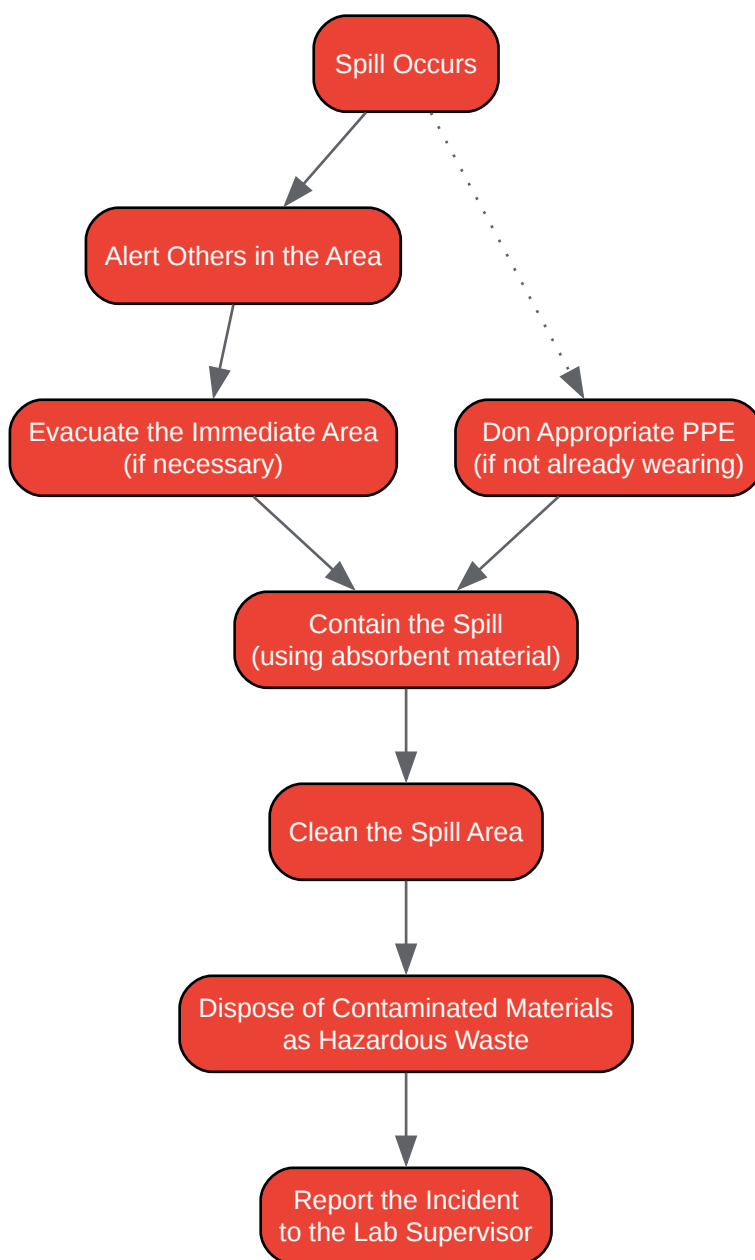 Spill Occurs
Alert Others in the Area
Evacuate the Immediate Area
(if necessary)
Don Appropriate PPE
(if not already wearing)
Contain the Spill
(using absorbent material)
Clean the Spill Area
Dispose of Contaminated Materials
as Hazardous Waste
Report the Incident
to the Lab Supervisor